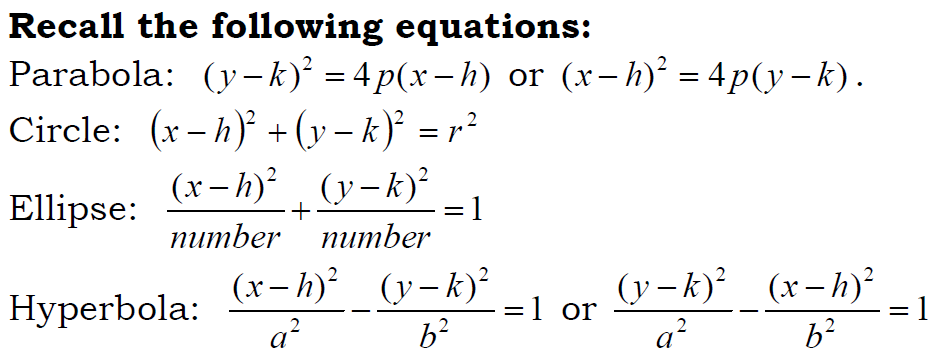 Recall the following equations:
Parabola: (y − k)² = 4p(x − h) or (x − h)² = 4p(y − k).
Circle: (x − h)² + (y − k)² = r²
Ellipse: (x − h)²/number + (y − k)²/number = 1
Hyperbola: (x − h)²/a² − (y − k)²/b² = 1 or (y − k)²/a² − (x − h)²/b² = 1